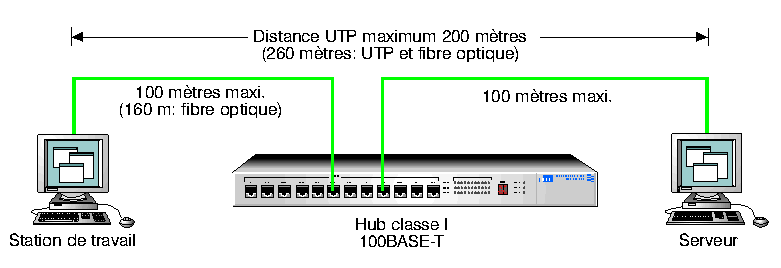 Distance UTP maximum 200 mètres
(260 mètres: UTP et fibre optique)
100 mètres maxi.
(160 m: fibre optique)
100 mètres maxi.
Hub classe I
100BASE-T
Station de travail
Serveur